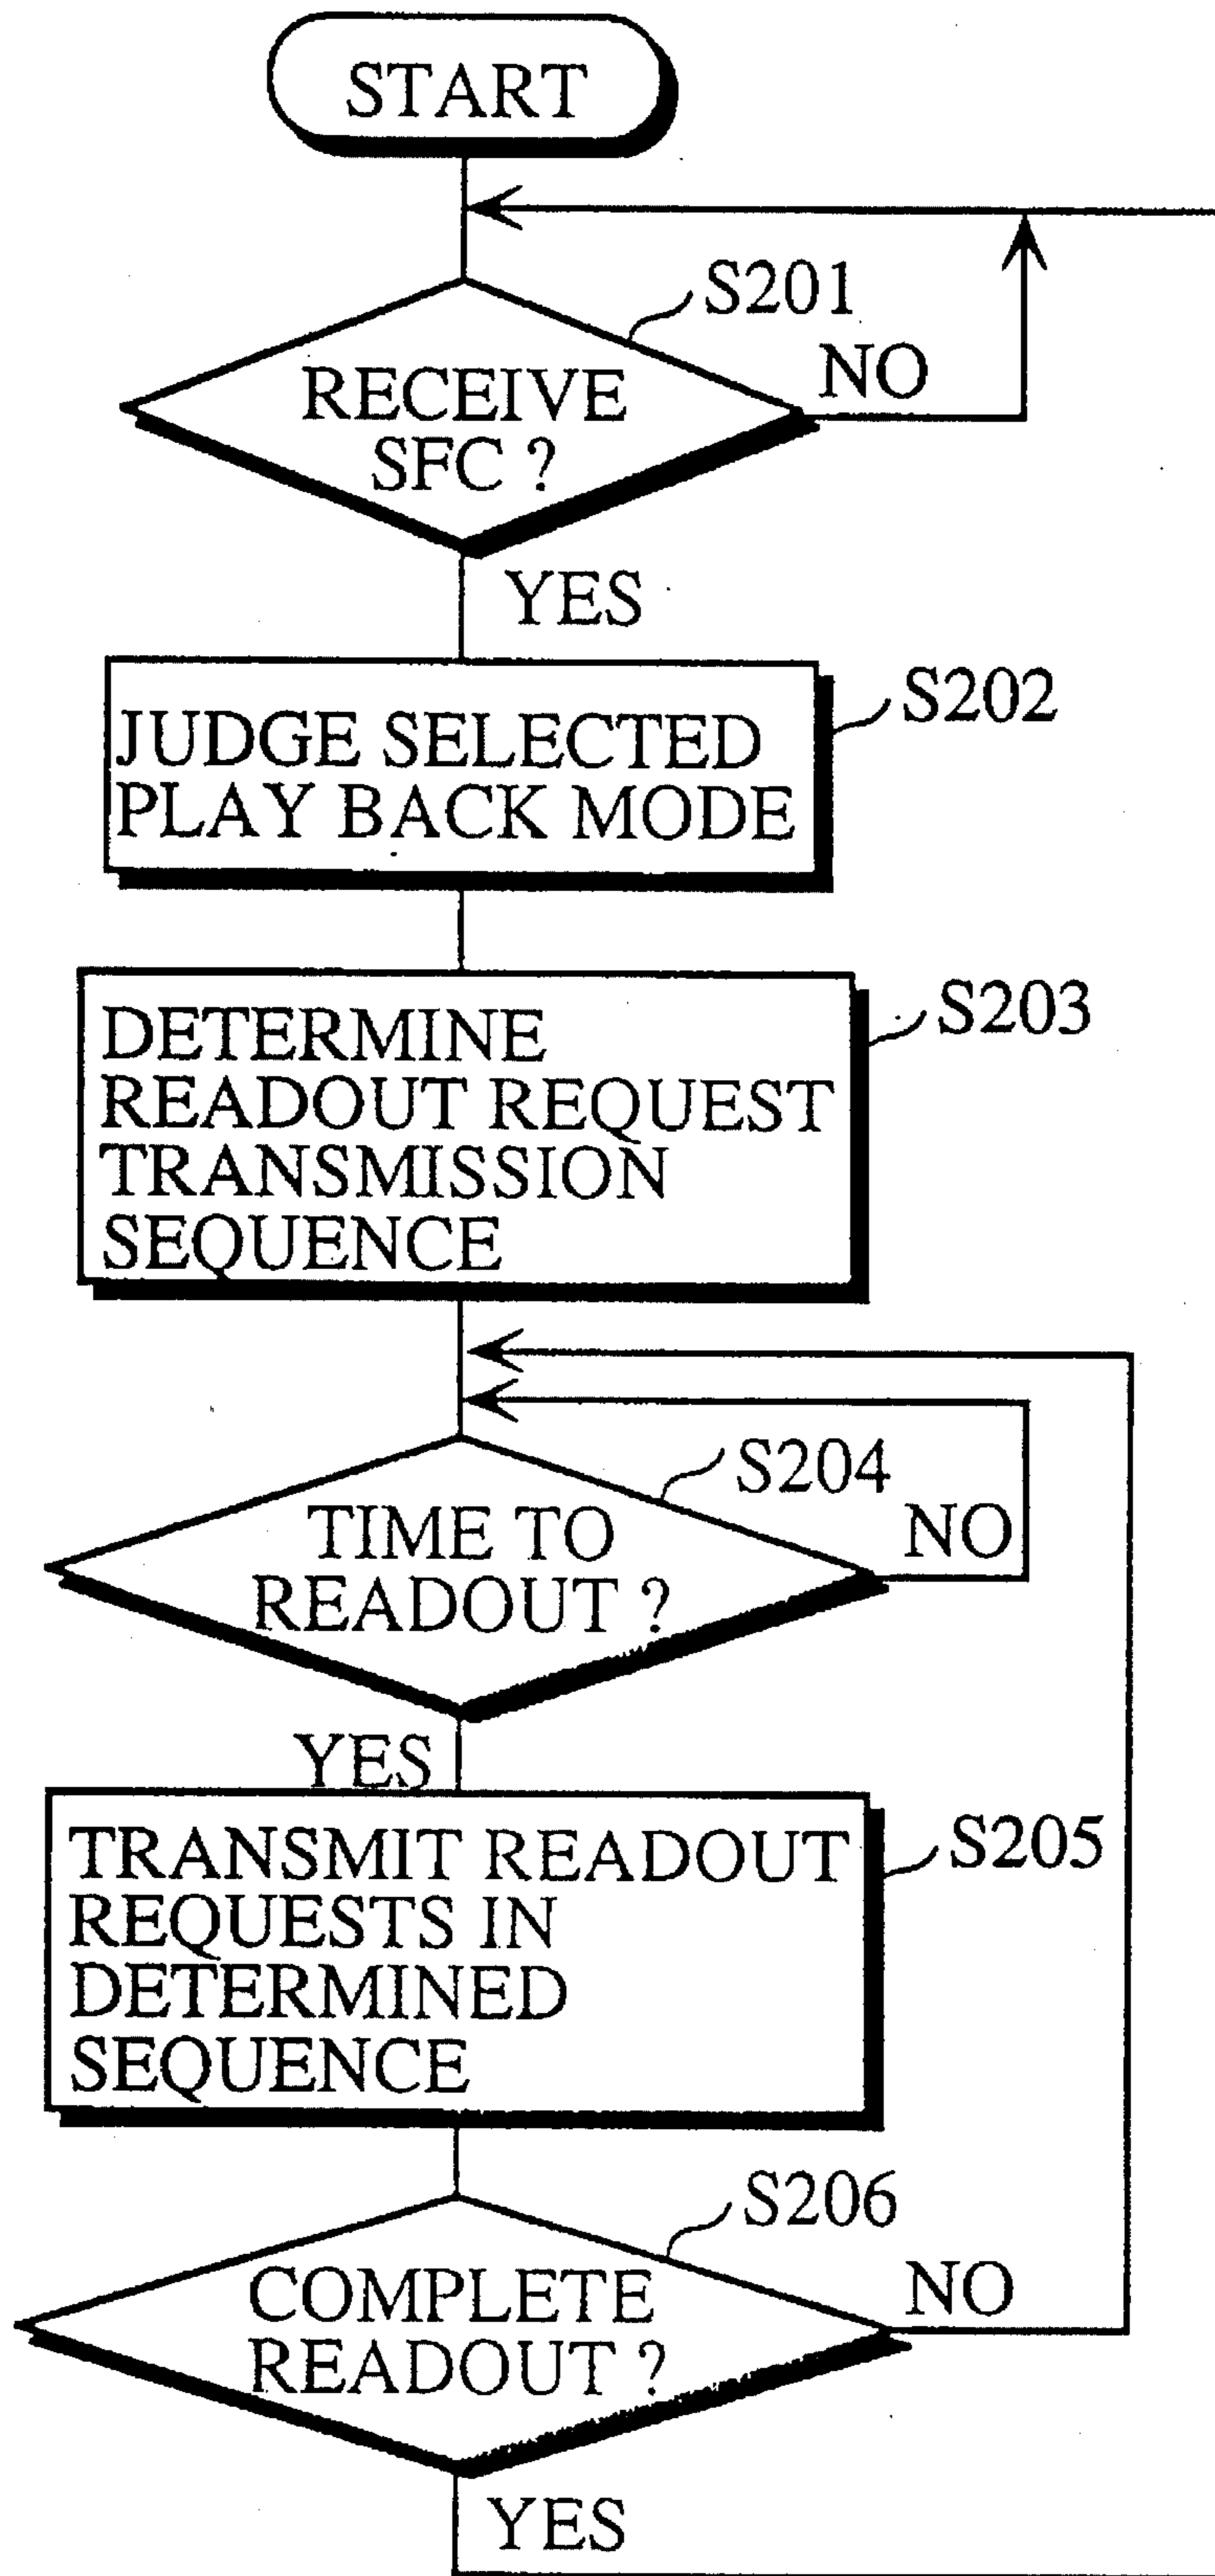 START
S201
RECEIVE
SFC ?
NO
YES
S202
JUDGE SELECTED
PLAY BACK MODE
S203
DETERMINE
READOUT REQUEST
TRANSMISSION
SEQUENCE
S204
TIME TO
READOUT ?
NO
YES
S205
TRANSMIT READOUT
REQUESTS IN
DETERMINED
SEQUENCE
S206
COMPLETE
READOUT ?
NO
YES